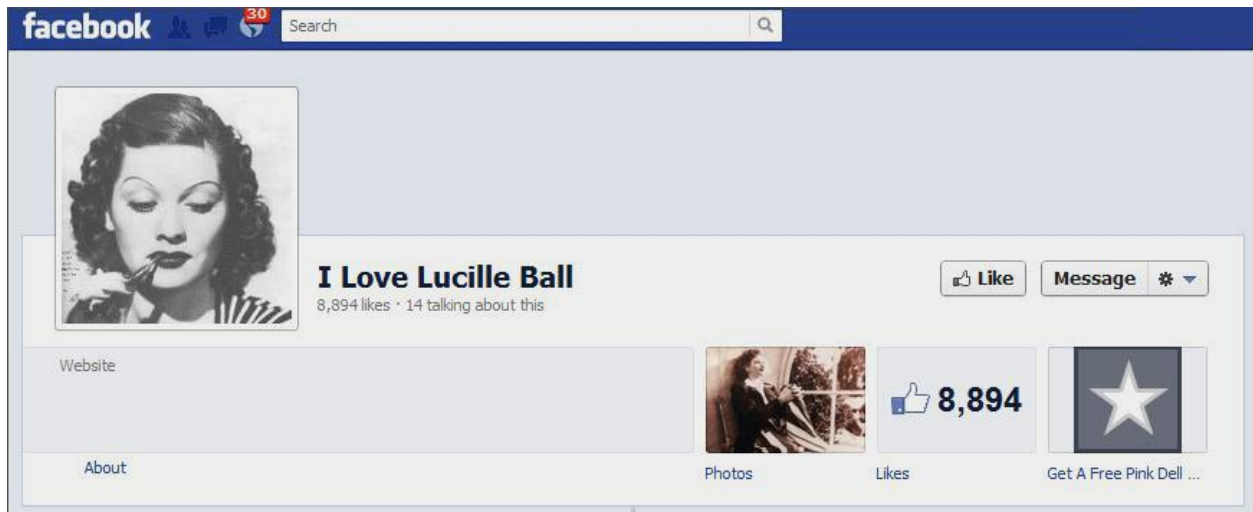 facebook 30 Search
I Love Lucille Ball
Like Message
8,894 likes · 14 talking about this
Website
8,894
About
Photos Likes Get A Free Pink Dell ...